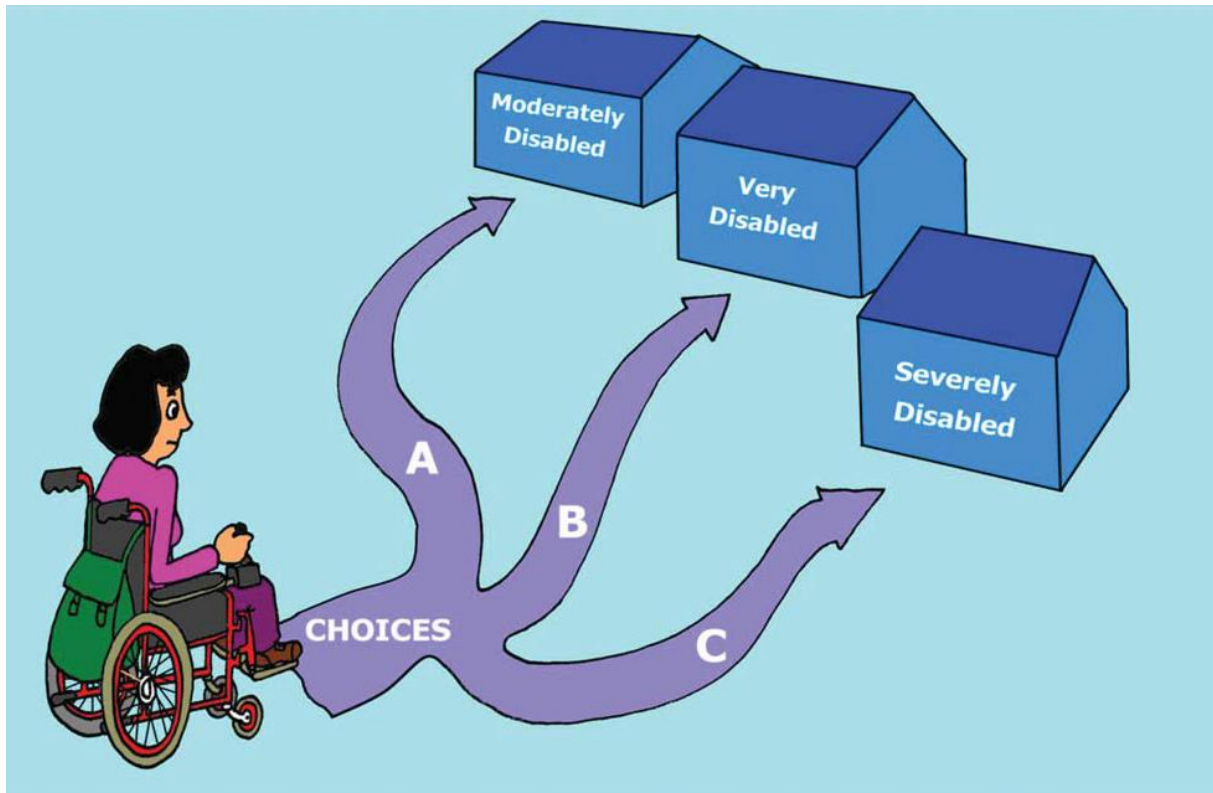 Moderately
Disabled
Very
Disabled
Severely
Disabled
A
B
CHOICES
C